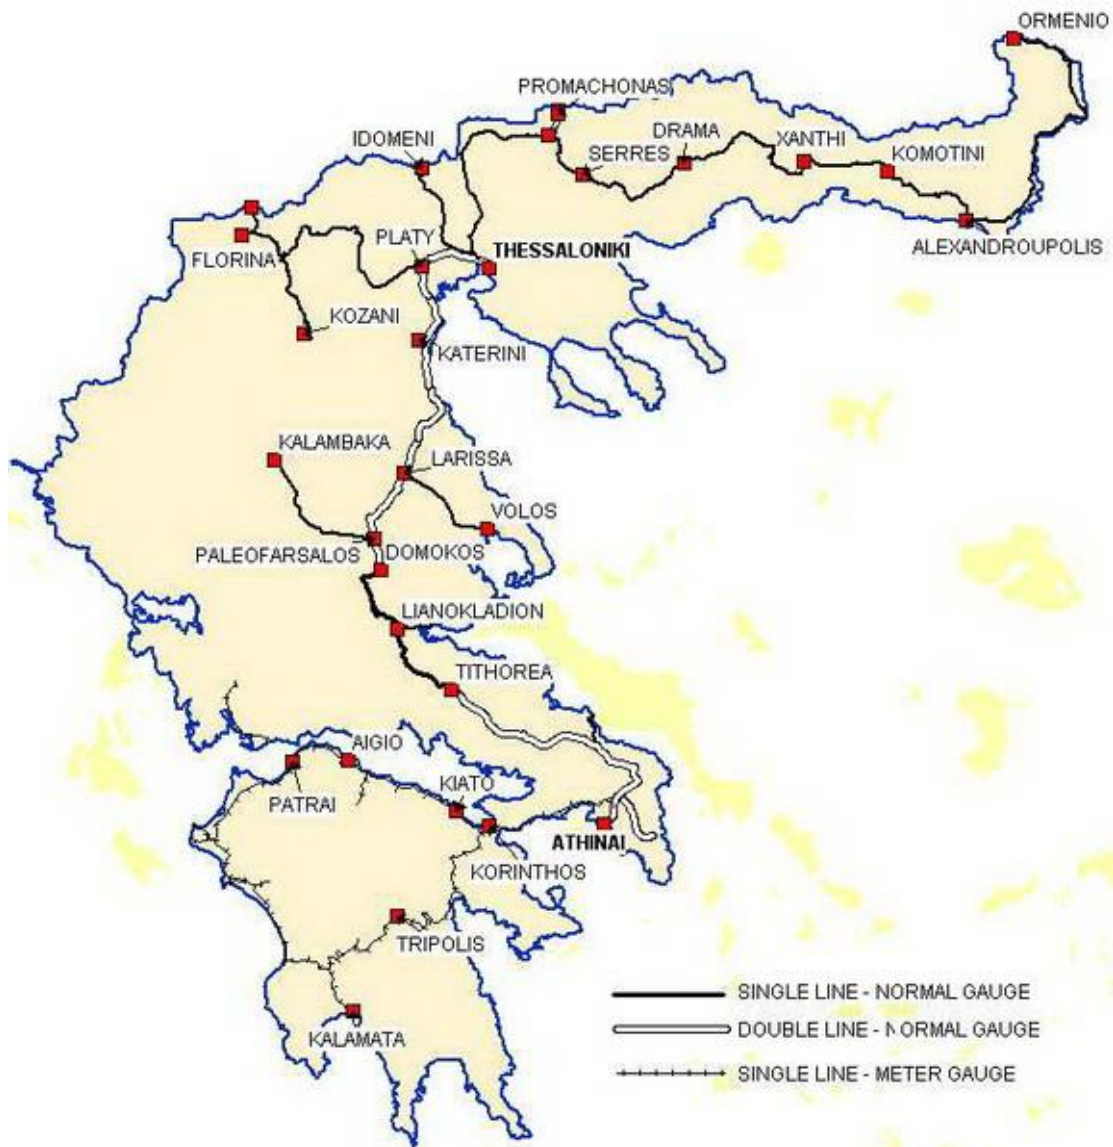 ORMENIO
PROMACHONAS
IDOMENI
DRAMA
XANTHI
SERRES
KOMOTINI
FLORINA
PLATY
THESSALONIKI
ALEXANDROUPOLIS
KOZANI
KATERINI
KALAMBAKA
LARISSA
VOLOS
PALEOFARSALOS
DOMOKOS
LIANOKLADION
TITHOREA
AIGIO
PATRAI
KIATO
ATHINAI
KORINTHOS
TRIPOLIS
KALAMATA
SINGLE LINE - NORMAL GAUGE
DOUBLE LINE - NORMAL GAUGE
SINGLE LINE - METER GAUGE